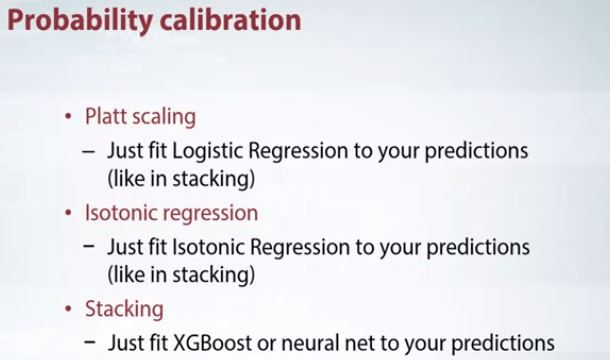 Probability calibration
• Platt scaling
– Just fit Logistic Regression to your predictions
(like in stacking)
• Isotonic regression
– Just fit Isotonic Regression to your predictions
(like in stacking)
• Stacking
– Just fit XGBoost or neural net to your predictions